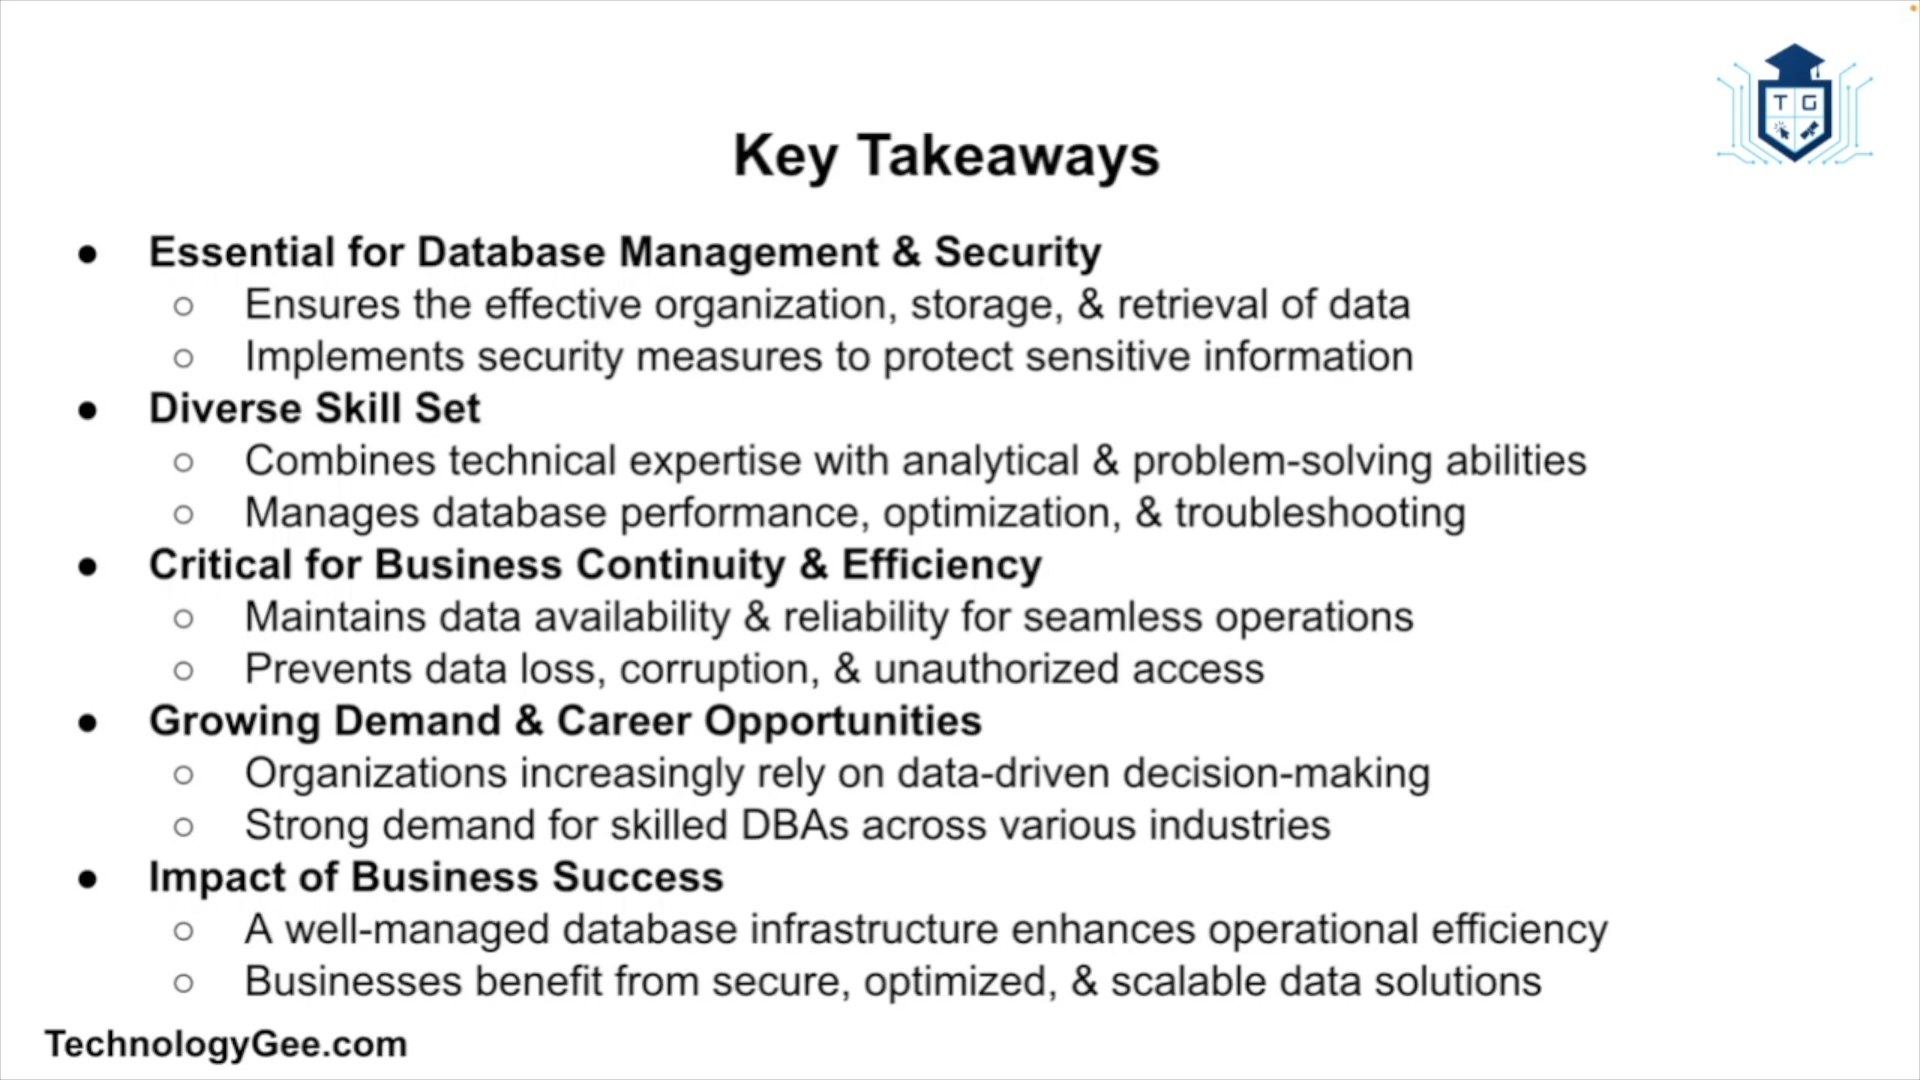 T G
Key Takeaways
● Essential for Database Management & Security
○ Ensures the effective organization, storage, & retrieval of data
○ Implements security measures to protect sensitive information
● Diverse Skill Set
○ Combines technical expertise with analytical & problem-solving abilities
○ Manages database performance, optimization, & troubleshooting
● Critical for Business Continuity & Efficiency
○ Maintains data availability & reliability for seamless operations
○ Prevents data loss, corruption, & unauthorized access
● Growing Demand & Career Opportunities
○ Organizations increasingly rely on data-driven decision-making
○ Strong demand for skilled DBAs across various industries
● Impact of Business Success
○ A well-managed database infrastructure enhances operational efficiency
○ Businesses benefit from secure, optimized, & scalable data solutions
TechnologyGee.com